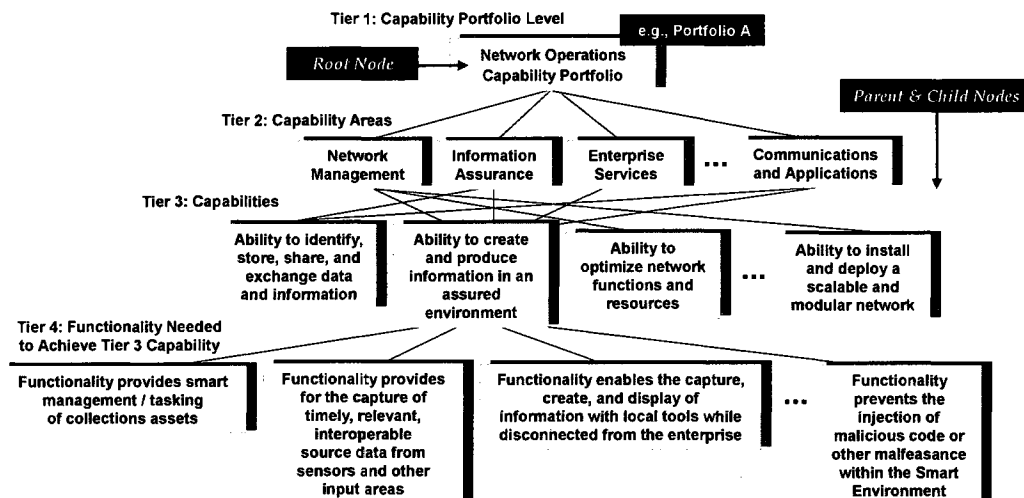 Tier 1: Capability Portfolio Level
e.g., Portfolio A
Root Node
Network Operations
Capability Portfolio
Parent & Child Nodes
Tier 2: Capability Areas
Network
Management
Information
Assurance
Enterprise
Services
...
Communications
and Applications
Tier 3: Capabilities
Ability to identify,
store, share, and
exchange data
and information
Ability to create
and produce
information in an
assured
environment
Ability to
optimize network
functions and
resources
...
Ability to install
and deploy a
scalable and
modular network
Tier 4: Functionality Needed
to Achieve Tier 3 Capability
Functionality provides smart
management / tasking
of collections assets
Functionality provides
for the capture of
timely, relevant,
interoperable
source data from
sensors and other
input areas
Functionality enables the capture,
create, and display of
information with local tools while
disconnected from the enterprise
...
Functionality
prevents the
injection of
malicious code or
other malfeasance
within the Smart
Environment